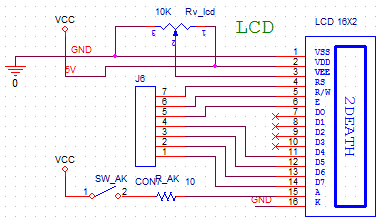 VCC
10K Rv_lcd
LCD
LCD 16X2
3 1
2
GND
5V
0
J6
7
6
5
4
3
2
1
CON7
VCC
SW_AK
1 2
R_AK
10
GND
1 VSS
2 VDD
3 VEE
4 RS
5 R/W
6 E
7 D0
8 D1
9 D2
10 D3
11 D4
12 D5
13 D6
14 D7
15 A
16 K
2DEATH